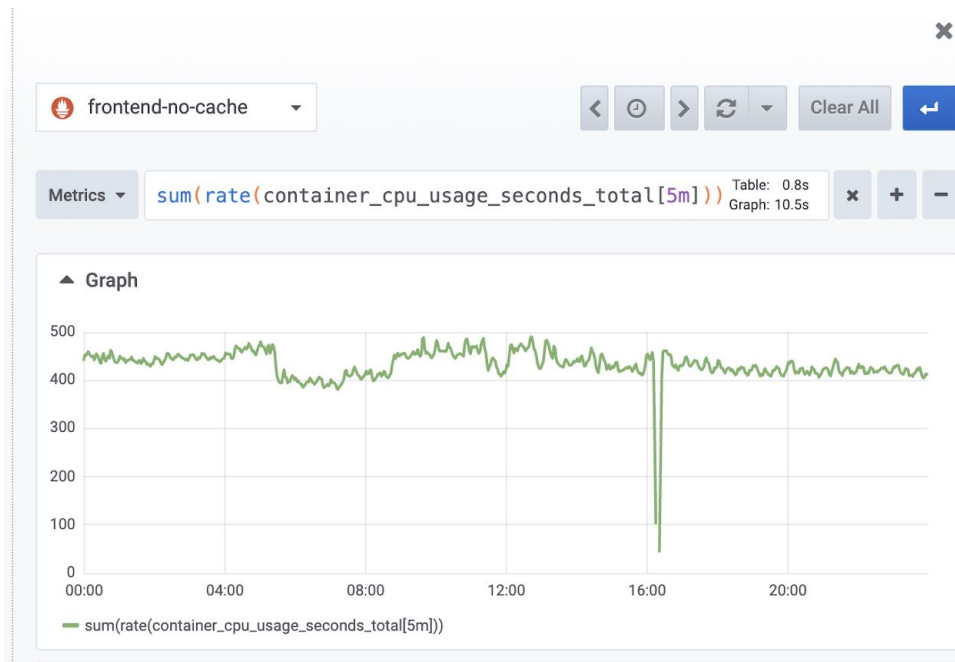 frontend-no-cache
Clear All
Metrics
sum(rate(container_cpu_usage_seconds_total[5m]))
Table: 0.8s
Graph: 10.5s
Graph
500
400
300
200
100
0
00:00 04:00 08:00 12:00 16:00 20:00
sum(rate(container_cpu_usage_seconds_total[5m]))